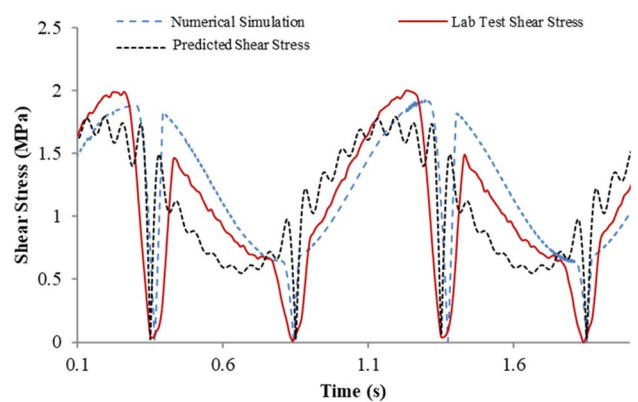 Numerical Simulation
Lab Test Shear Stress
Predicted Shear Stress
2.5
2
1.5
1
0.5
0
Shear Stress (MPa)
0.1 0.6 1.1 1.6
Time (s)